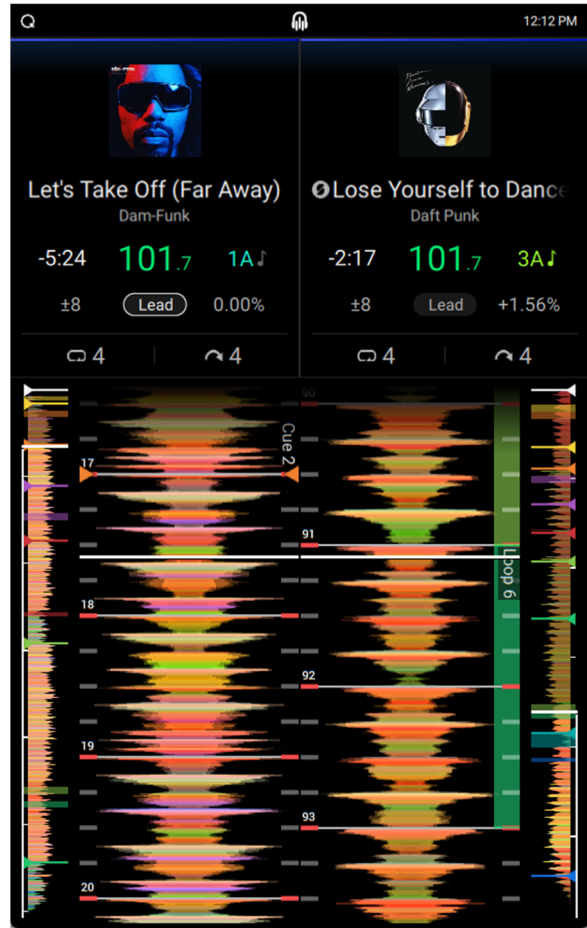 12:12 PM
Let's Take Off (Far Away)
Dam-Funk
-5:24 101.7 1A
±8 Lead 0.00%
4 4
Lose Yourself to Dance
Daft Punk
-2:17 101.7 3A
±8 Lead +1.56%
4 4
17
Cue 2
18
19
20
90
91
Loop 6
92
93